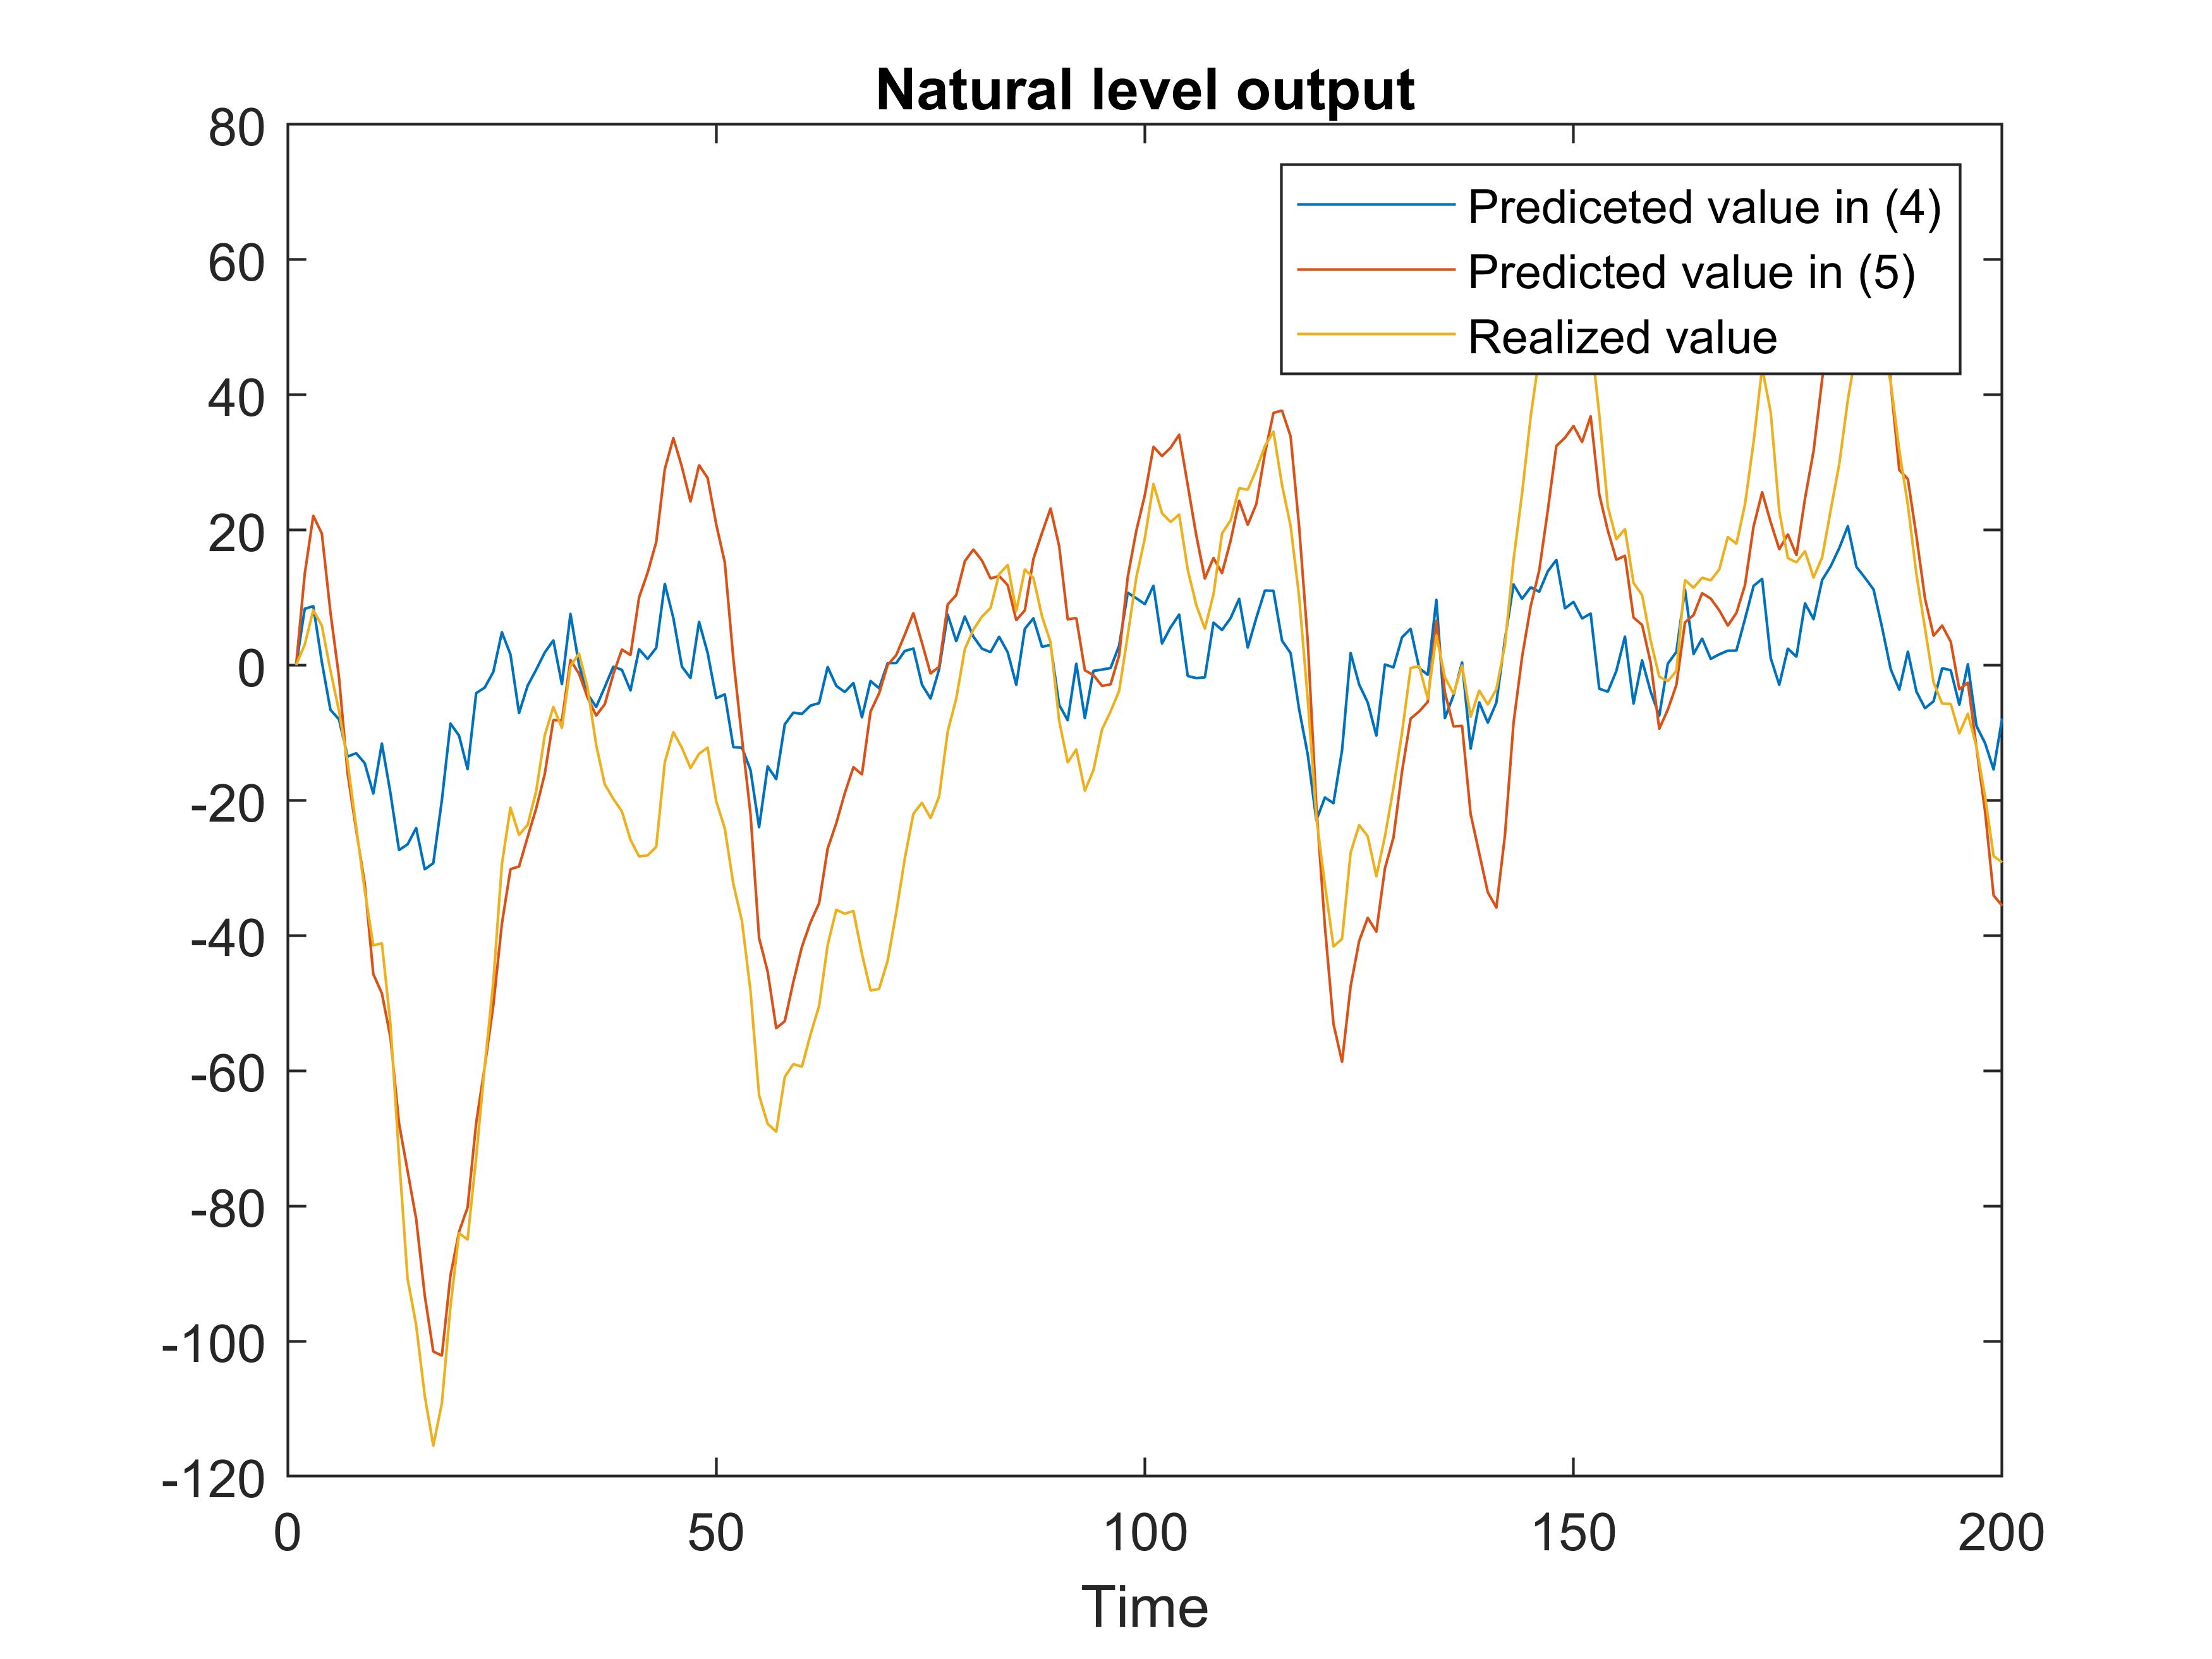 Natural level output
80
60
40
20
0
-20
-40
-60
-80
-100
-120
Prediceted value in (4)
Predicted value in (5)
Realized value
0 50 100 150 200
Time